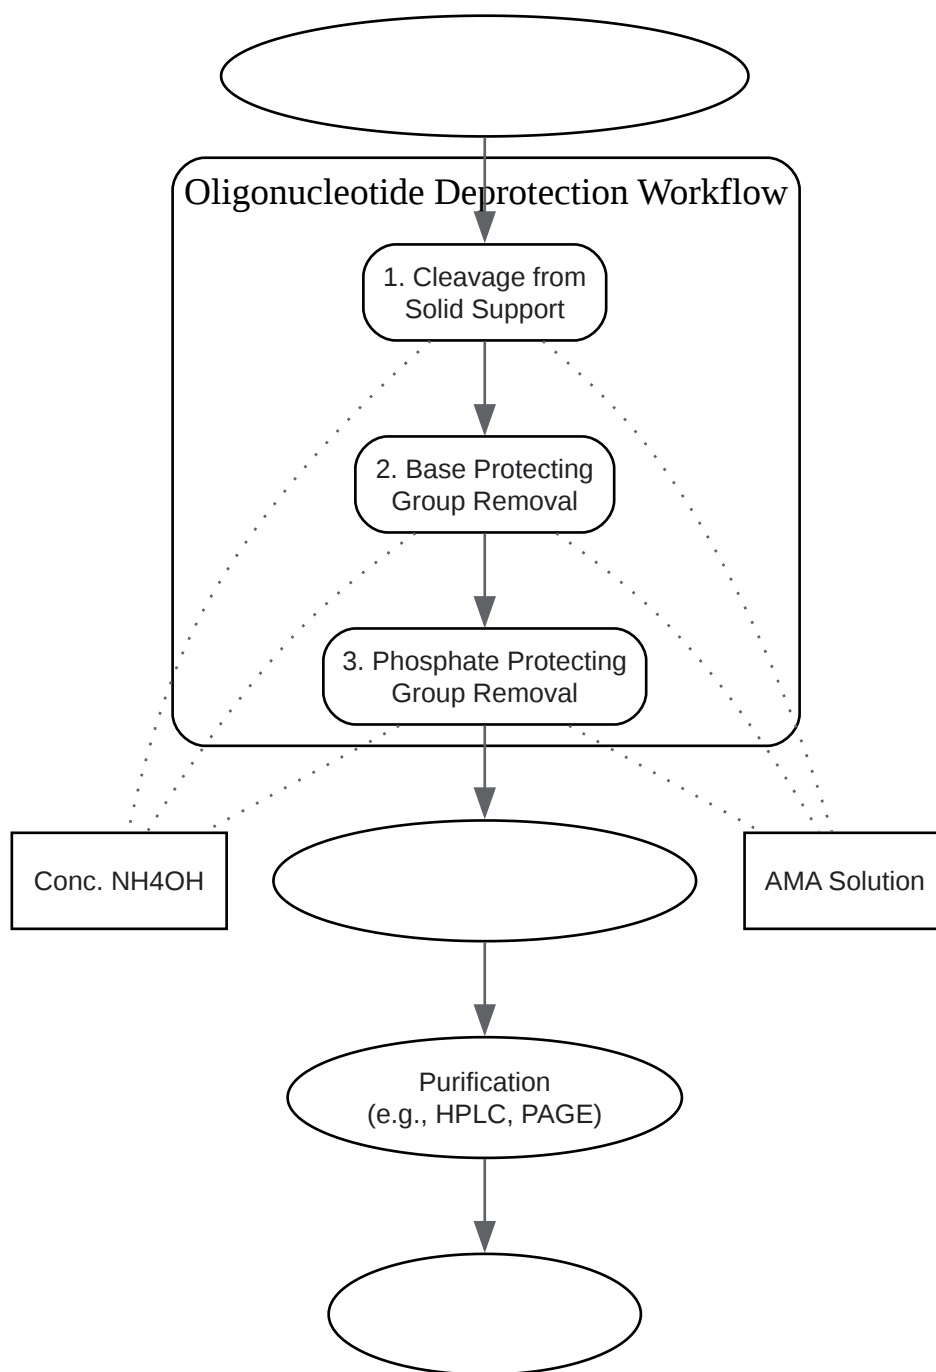 Oligonucleotide Deprotection Workflow
1. Cleavage from
Solid Support
2. Base Protecting
Group Removal
3. Phosphate Protecting
Group Removal
Conc. NH4OH
AMA Solution
Purification
(e.g., HPLC, PAGE)